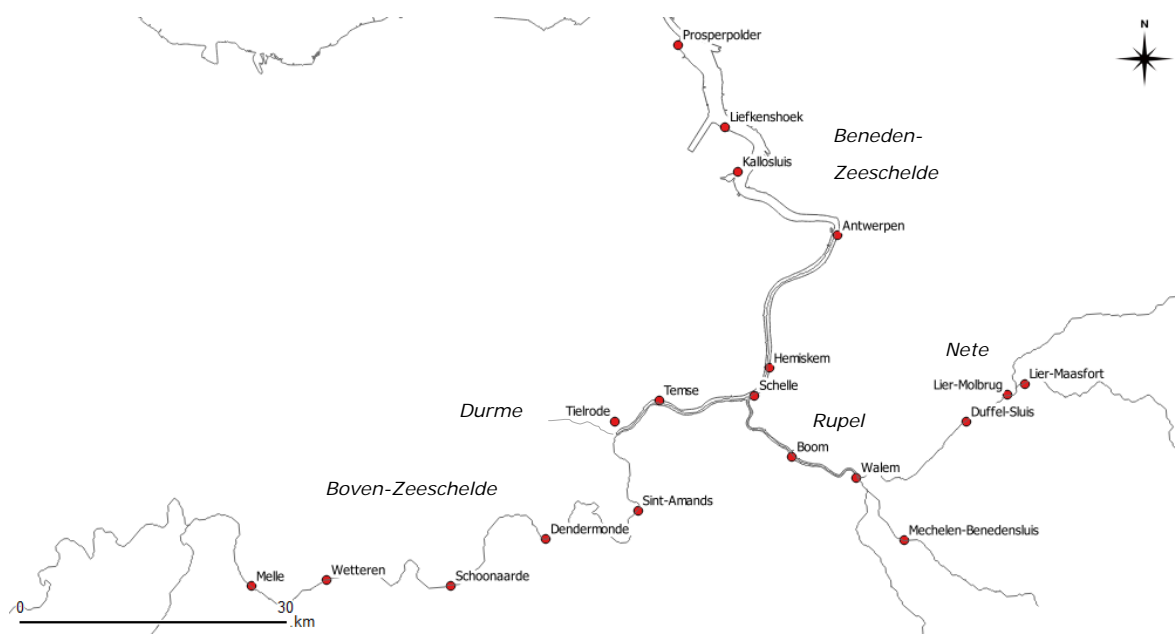 N
Prosperpolder
Liefkenshoek
Beneden-
Zeeschelde
Kallosluis
Antwerpen
Hemiskem
Nete
Lier-Maasfort
Lier-Molbrug
Schelle
Temse
Durme
Tielrode
Rupel
Duffel-Sluis
Boom
Walem
Boven-Zeeschelde
Sint-Amands
Dendermonde
Mechelen-Benedensluis
Wetteren
Melle
Schoonaarde
0
30
km